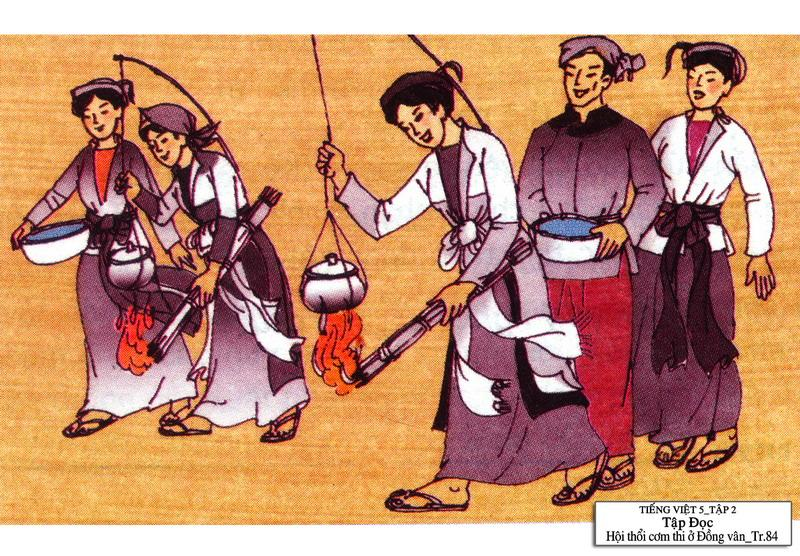 TIẾNG VIỆT 5_TẬP 2
Tập Đọc
Hội thổi cơm thi ở Đồng vân_Tr.84